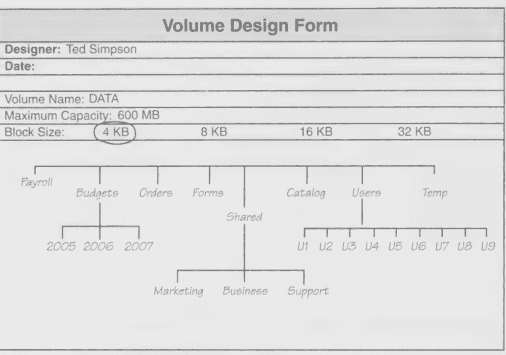 Volume Design Form
Designer: Ted Simpson
Date:
Volume Name: DATA
Maximum Capacity: 600 MB
Block Size: 4 KB 8 KB 16 KB 32 KB
Payroll Budgets Orders Forms Catalog Users Temp
Shared
2005 2006 2007 U1 U2 U3 U4 U5 U6 U7 U8 U9
Marketing Business Support